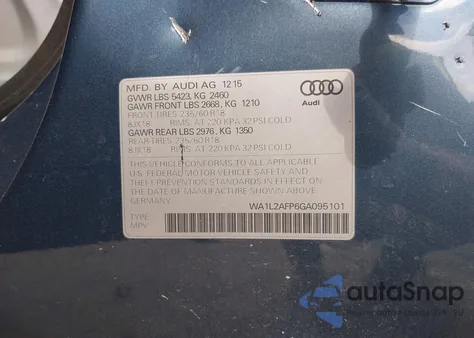 MFD. BY AUDI AG 12 15
GVWR LBS 5423, KG 2460
GAWR FRONT LBS 2668, KG 1210
FRONT TIRES 235/60 R18
8JX18 RIMS, AT 220 KPA 32 PSI COLD
GAWR REAR LBS 2976, KG 1350
REAR TIRES 235/60 R18
8JX18 RIMS, AT 220 KPA 32 PSI COLD
THIS VEHICLE CONFORMS TO ALL APPLICABLE
U.S. FEDERAL MOTOR VEHICLE SAFETY AND
THEFT PREVENTION STANDARDS IN EFFECT ON
THE DATE OF MANUFACTURE SHOWN ABOVE.
MADE IN GERMANY
WA1L2AFP6GA095101
TYPE:
MPV
Audi
autoSnap